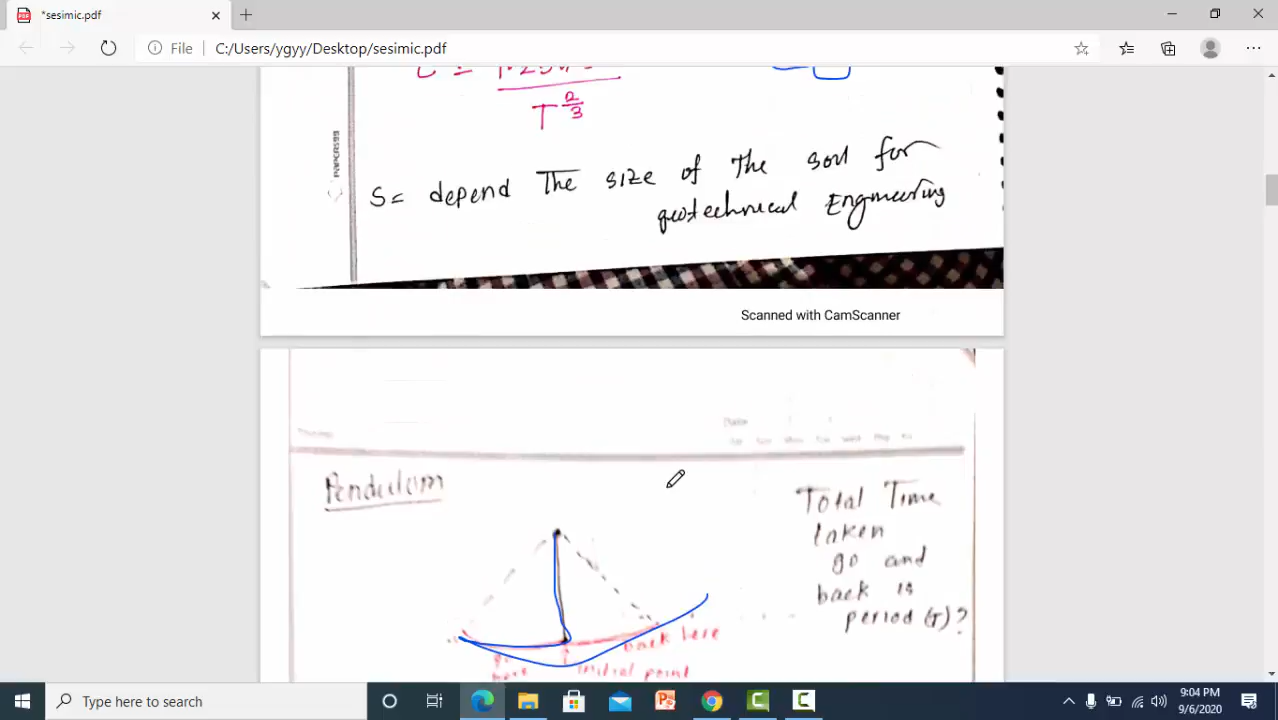 *sesimic.pdf
File
C:/Users/ygyy/Desktop/sesimic.pdf
T 2/3
S= depend The size of the soil for
geotechnical Engineering
Scanned with CamScanner
Pendulum
Total Time
taken
go and
back is
period (T)?
back here
here
initial point
Type here to search
9:04 PM
9/6/2020